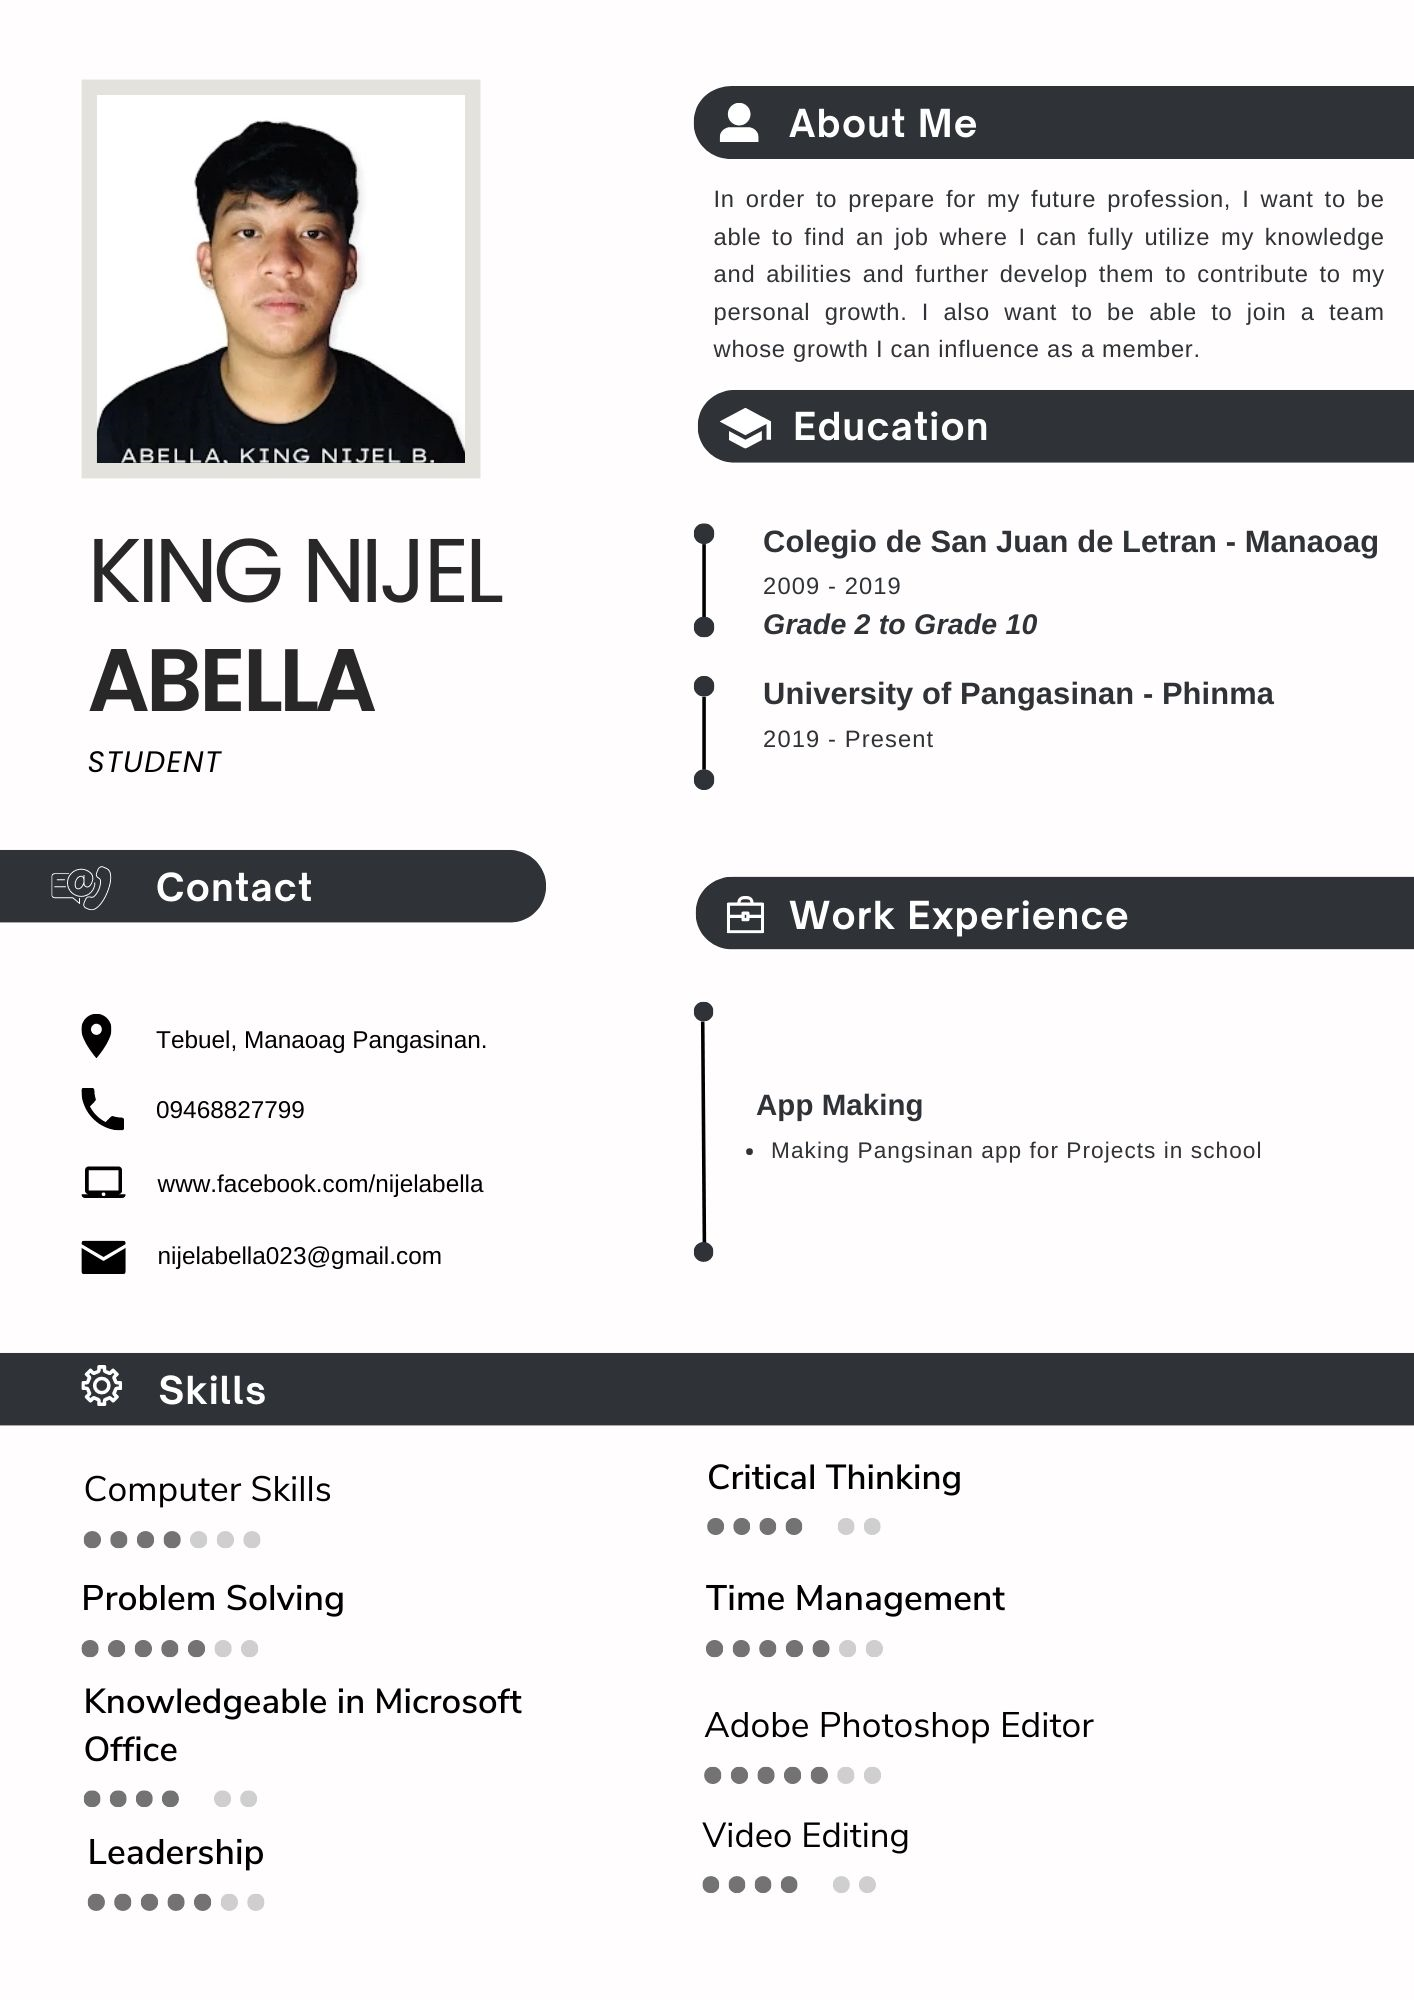 ABELLA, KING NIJEL B.
KING NIJEL
ABELLA
STUDENT
Contact
Tebuel, Manaoag Pangasinan.
09468827799
www.facebook.com/nijelabella
nijelabella023@gmail.com
About Me
In order to prepare for my future profession, I want to be
able to find an job where I can fully utilize my knowledge
and abilities and further develop them to contribute to my
personal growth. I also want to be able to join a team
whose growth I can influence as a member.
Education
Colegio de San Juan de Letran - Manaoag
2009 - 2019
Grade 2 to Grade 10
University of Pangasinan - Phinma
2019 - Present
Work Experience
App Making
• Making Pangsinan app for Projects in school
Skills
Computer Skills
Problem Solving
Knowledgeable in Microsoft
Office
Leadership
Critical Thinking
Time Management
Adobe Photoshop Editor
Video Editing